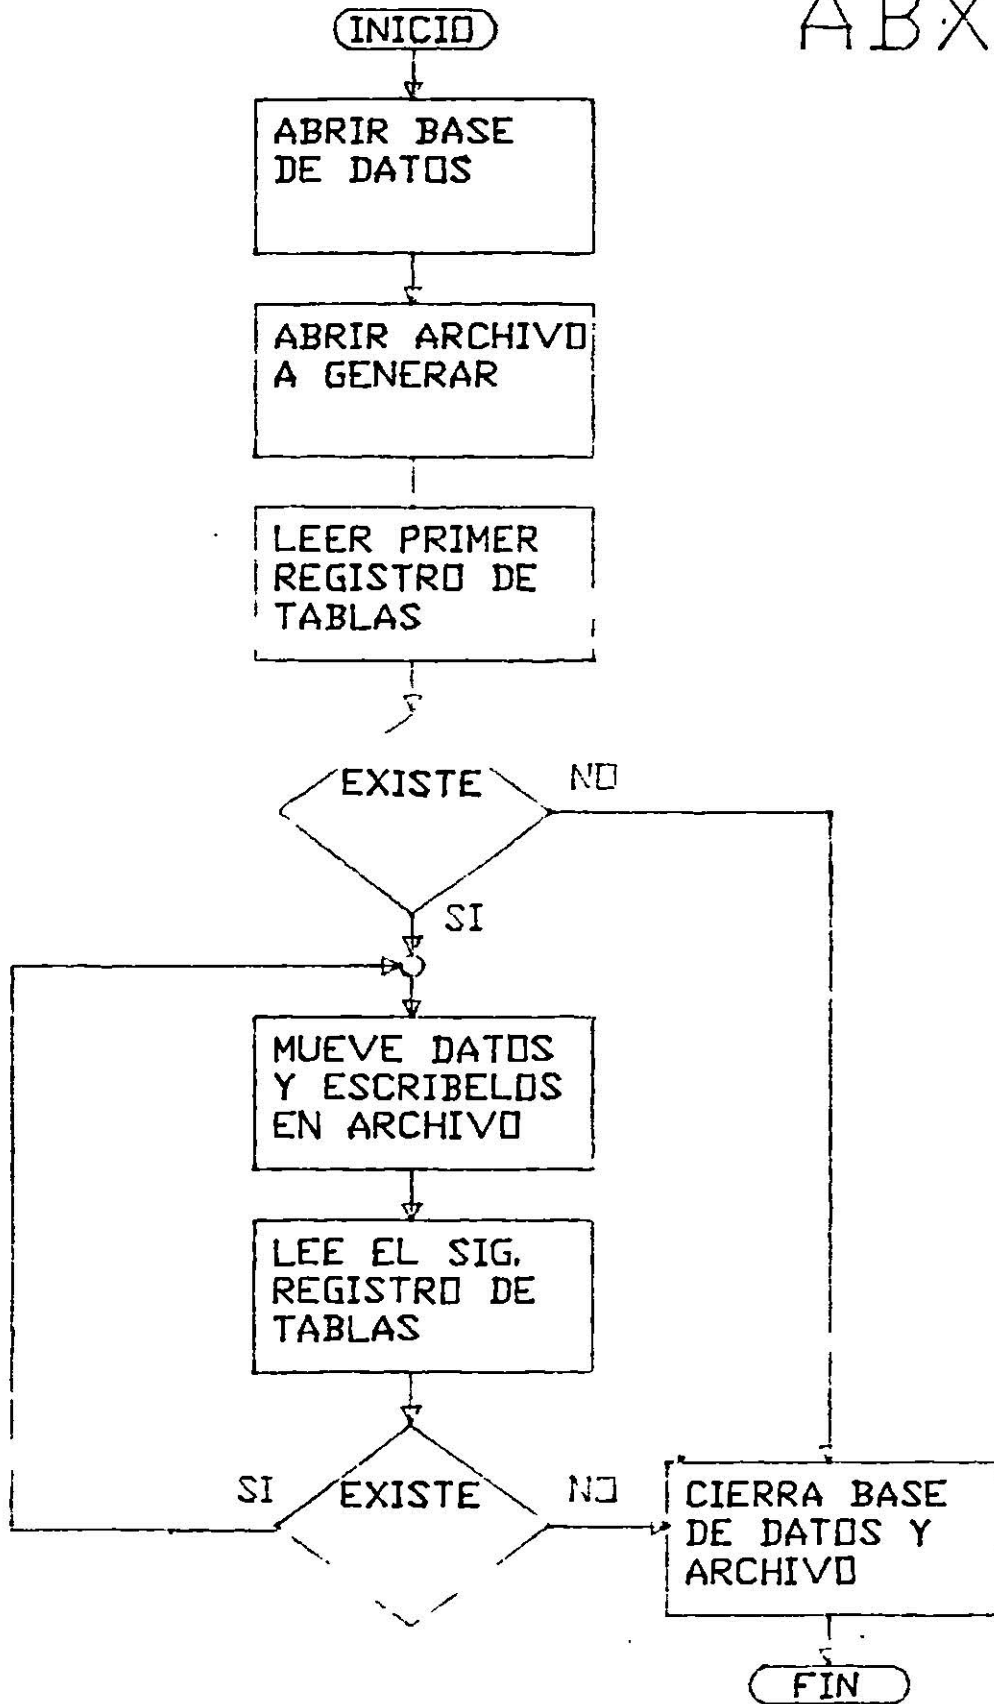 INICIO
ABX
ABRIR BASE
DE DATOS
ABRIR ARCHIVO
A GENERAR
LEER PRIMER
REGISTRO DE
TABLAS
EXISTE
NO
SI
MUEVE DATOS
Y ESCRIBELOS
EN ARCHIVO
LEE EL SIG.
REGISTRO DE
TABLAS
SI
EXISTE
NO
CIERRA BASE
DE DATOS Y
ARCHIVO
FIN